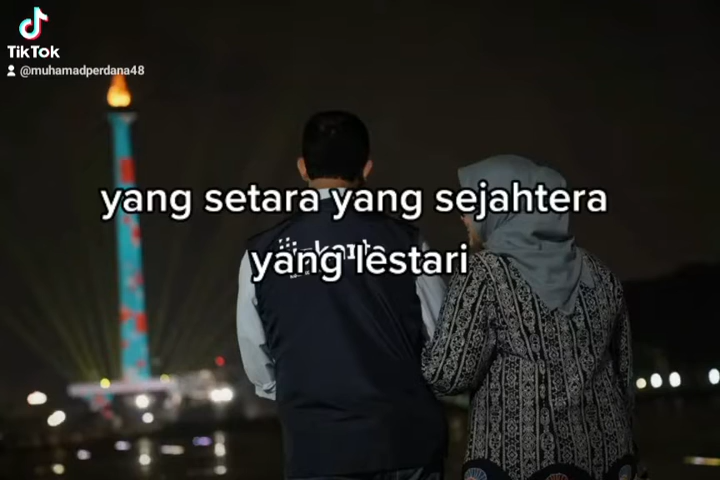 TikTok
@muhamadperdana48
yang setara yang sejahtera
yang lestari